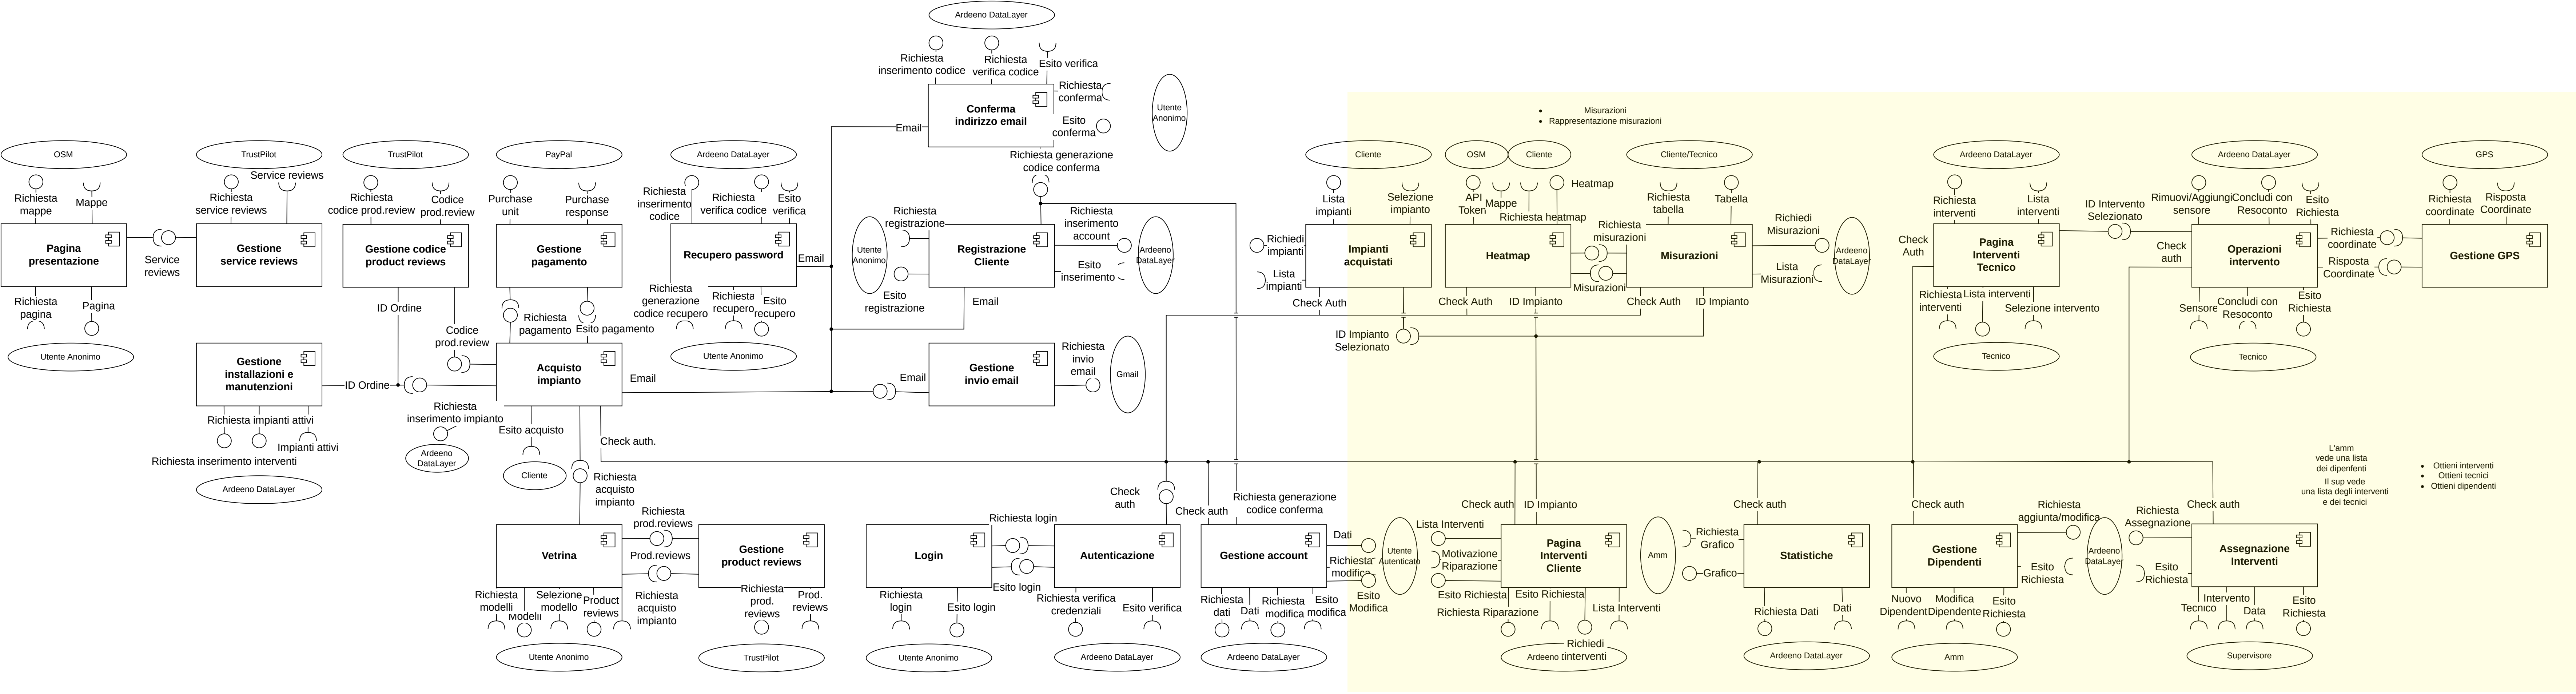 Ardeeno DataLayer
Richiesta
inserimento codice
Richiesta
verifica codice
Esito verifica
Conferma
indirizzo email
Richiesta
conferma
Esito
conferma
Utente
Anonimo
Email
Richiesta generazione
codice conferma
Misurazioni
Rappresentazione misurazioni
OSM
Richiesta
mappe
Mappe
Pagina
presentazione
Richiesta
pagina
Pagina
Utente Anonimo
Service
reviews
TrustPilot
Richiesta
service reviews
Service reviews
Gestione
service reviews
TrustPilot
Richiesta
codice prod.review
Codice
prod.review
Gestione codice
product reviews
ID Ordine
Codice
prod.review
PayPal
Purchase
unit
Purchase
response
Gestione
pagamento
Richiesta
pagamento
Esito pagamento
Ardeeno DataLayer
Richiesta
inserimento
codice
Richiesta
verifica codice
Esito
verifica
Recupero password
Email
Richiesta
generazione
codice recupero
Richiesta
recupero
Esito
recupero
Utente Anonimo
Utente
Anonimo
Richiesta
registrazione
Esito
registrazione
Registrazione
Cliente
Richiesta
inserimento
account
Esito
inserimento
Ardeeno
DataLayer
Email
Gestione
installazioni e
manutenzioni
ID Ordine
Richiesta impianti attivi
Impianti attivi
Richiesta inserimento interventi
Ardeeno DataLayer
Acquisto
impianto
Email
Richiesta
inserimento impianto
Ardeeno
DataLayer
Esito acquisto
Cliente
Check auth.
Richiesta
acquisto
impianto
Email
Gestione
invio email
Richiesta
invio
email
Gmail
Cliente
Lista
impianti
Selezione
impianto
Richiedi
impianti
Lista
impianti
Impianti
acquistati
Check Auth
ID Impianto
Selezionato
OSM
Cliente
API
Token
Mappe
Richiesta heatmap
Heatmap
Heatmap
Check Auth
ID Impianto
Richiesta
misurazioni
Misurazioni
Cliente/Tecnico
Richiesta
tabella
Tabella
Misurazioni
Check Auth
ID Impianto
Richiedi
Misurazioni
Lista
Misurazioni
Ardeeno
DataLayer
Ardeeno DataLayer
Richiesta
interventi
Lista
interventi
Check
Auth
Pagina
Interventi
Tecnico
Richiesta
interventi
Lista interventi
Selezione intervento
Tecnico
ID Intervento
Selezionato
Check
auth
Ardeeno DataLayer
Rimuovi/Aggiungi
sensore
Concludi con
Resoconto
Esito
Richiesta
Operazioni
intervento
Sensore
Concludi con
Resoconto
Esito
Richiesta
Tecnico
Richiesta
coordinate
Risposta
Coordinate
GPS
Richiesta
coordinate
Risposta
Coordinate
Gestione GPS
L'amm
vede una lista
dei dipenfenti
Il sup vede
una lista degli interventi
e dei tecnici
Ottieni interventi
Ottieni tecnici
Ottieni dipendenti
Vetrina
Richiesta
modelli
Modelli
Selezione
modello
Product
reviews
Richiesta
acquisto
impianto
Utente Anonimo
Richiesta
prod.reviews
Prod.reviews
Gestione
product reviews
Richiesta
prod.
reviews
Prod.
reviews
TrustPilot
Login
Richiesta
login
Esito login
Utente Anonimo
Richiesta login
Esito login
Check
auth
Autenticazione
Richiesta verifica
credenziali
Esito verifica
Ardeeno DataLayer
Check auth
Richiesta generazione
codice conferma
Gestione account
Richiesta
dati
Dati
Richiesta
modifica
Esito
modifica
Ardeeno DataLayer
Dati
Richiesta
modifica
Esito
Modifica
Utente
Autenticato
Lista Interventi
Motivazione
Riparazione
Esito Richiesta
Check auth
ID Impianto
Pagina
Interventi
Cliente
Richiesta Riparazione
Esito Richiesta
Richiedi
interventi
Lista Interventi
Ardeeno
Amm
Richiesta
Grafico
Grafico
Check auth
Statistiche
Richiesta Dati
Dati
Ardeeno DataLayer
Check auth
Gestione
Dipendenti
Richiesta
aggiunta/modifica
Esito
Richiesta
Ardeeno
DataLayer
Nuovo
Dipendent
Modifica
Dipendente
Esito
Richiesta
Amm
Richiesta
Assegnazione
Esito
Richiesta
Check auth
Assegnazione
Interventi
Tecnico
Intervento
Data
Esito
Richiesta
Supervisore